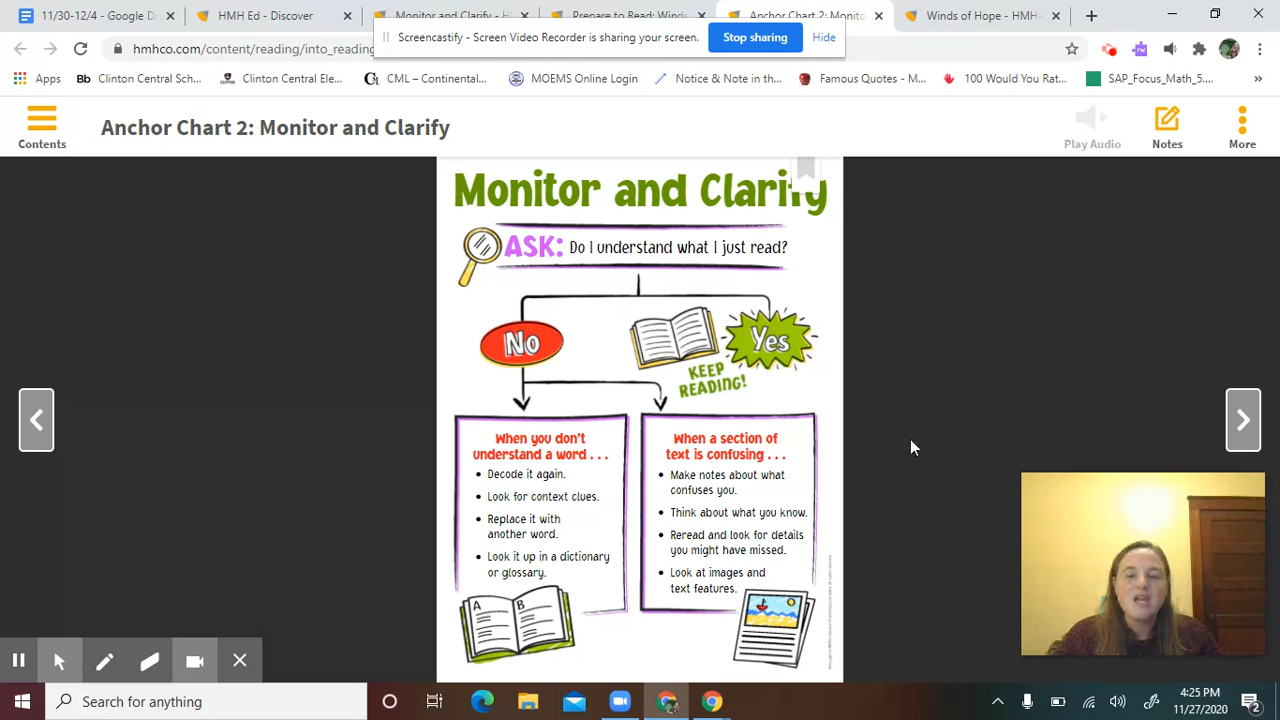 11/30-12/4 Google D
HMH Ed - Discover
Monitor and Clarify - H
Prepare to Read: Winds
Anchor Chart 2: Monito
Winds of Hope - HMH-
Screencastify - Screen Video Recorder is sharing your screen.
Stop sharing
Hide
hmhco.com/content/reading/into_reading
Apps
Bb Clinton Central Sch...
Clinton Central Ele...
CML – Continental...
MOEMS Online Login
Notice & Note in the...
Famous Quotes - M...
100 Would You Rat...
SAP_Focus_Math_5....
Contents
Anchor Chart 2: Monitor and Clarify
Play Audio
Notes
More
Monitor and Clarify
ASK: Do I understand what I just read?
No
Yes
KEEP
READING!
When you don't
understand a word . . .
• Decode it again.
• Look for context clues.
• Replace it with
another word.
• Look it up in a dictionary
or glossary.
A B
When a section of
text is confusing . . .
• Make notes about what
confuses you.
• Think about what you know.
• Reread and look for details
you might have missed.
• Look at images and
text features.
Search for anything
4:25 PM
11/27/2020
2